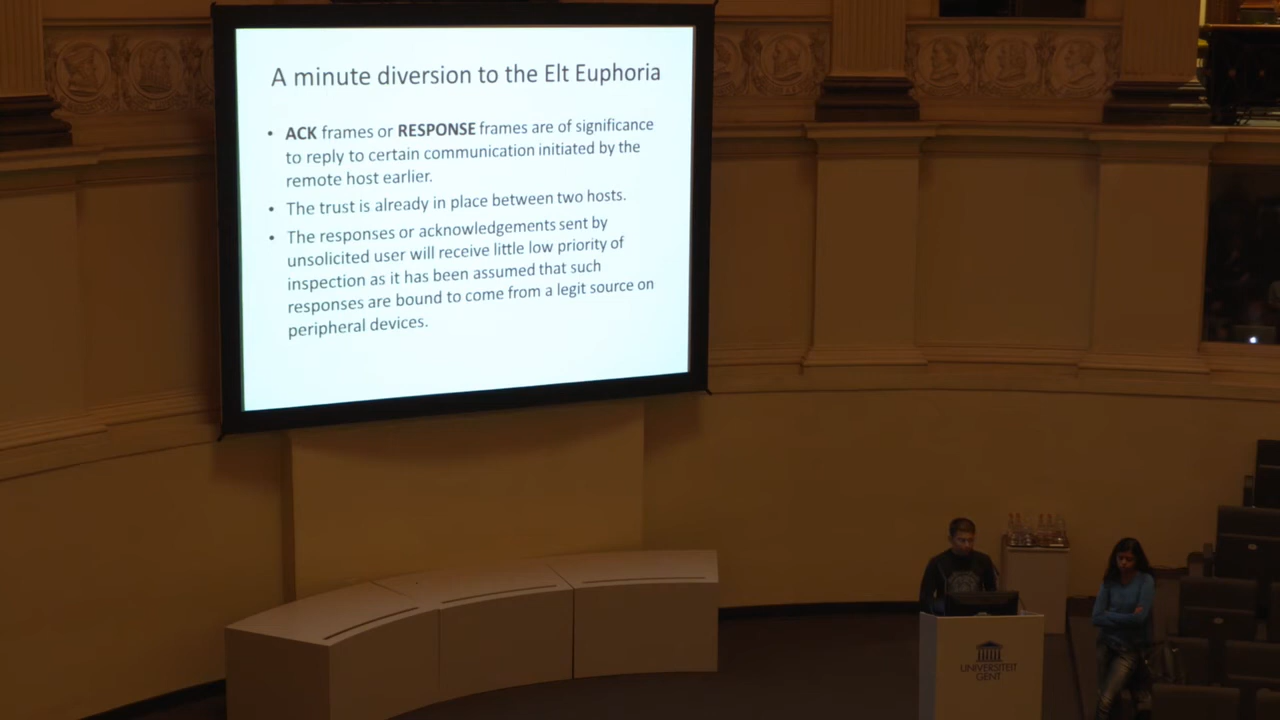 A minute diversion to the Elt Euphoria
• ACK frames or RESPONSE frames are of significance
to reply to certain communication initiated by the
remote host earlier.
• The trust is already in place between two hosts.
• The responses or acknowledgements sent by
unsolicited user will receive little low priority of
inspection as it has been assumed that such
responses are bound to come from a legit source on
peripheral devices.
UNIVERSITEIT
GENT